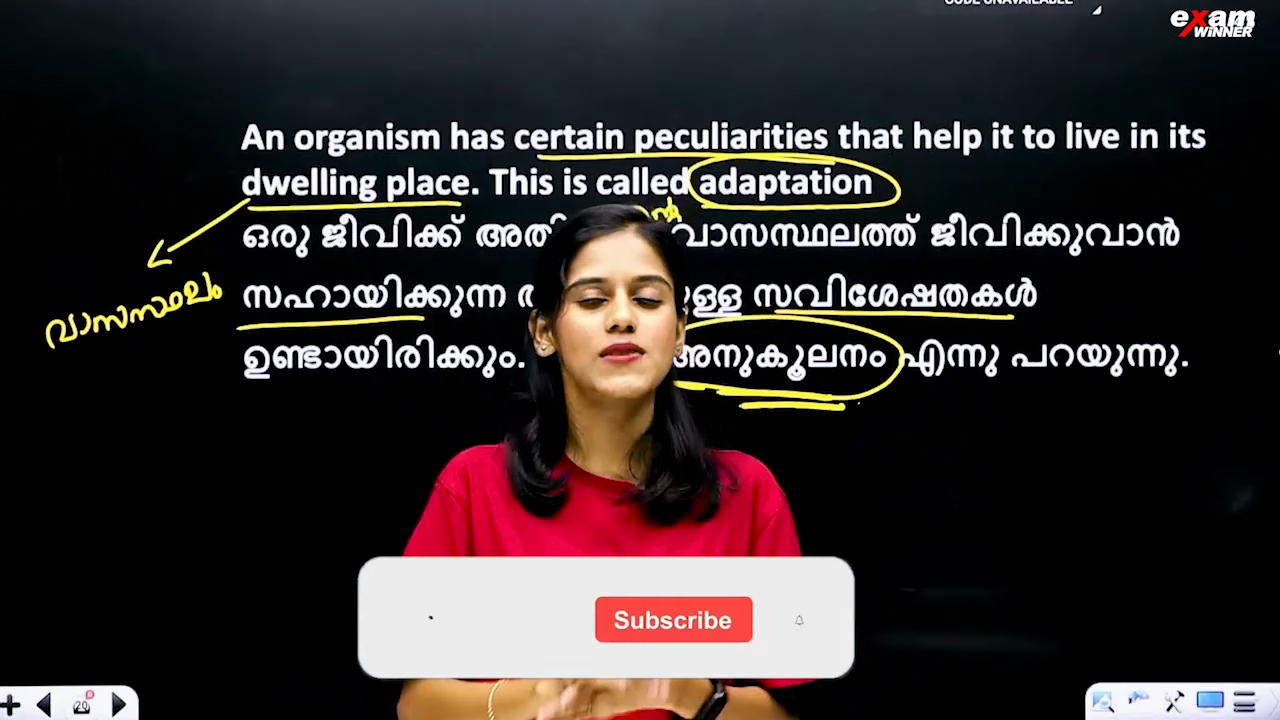 exam
WiNNER
An organism has certain peculiarities that help it to live in its
dwelling place. This is called adaptation
ഒരു ജീവിക്ക് വാസസ്ഥലത്ത് ജീവിക്കുവാൻ
വാസസ്ഥലം സഹായിക്കുന്ന സവിശേഷതകൾ
ഉണ്ടായിരിക്കും. അനുകൂലനം എന്നു പറയുന്നു.
Subscribe
20